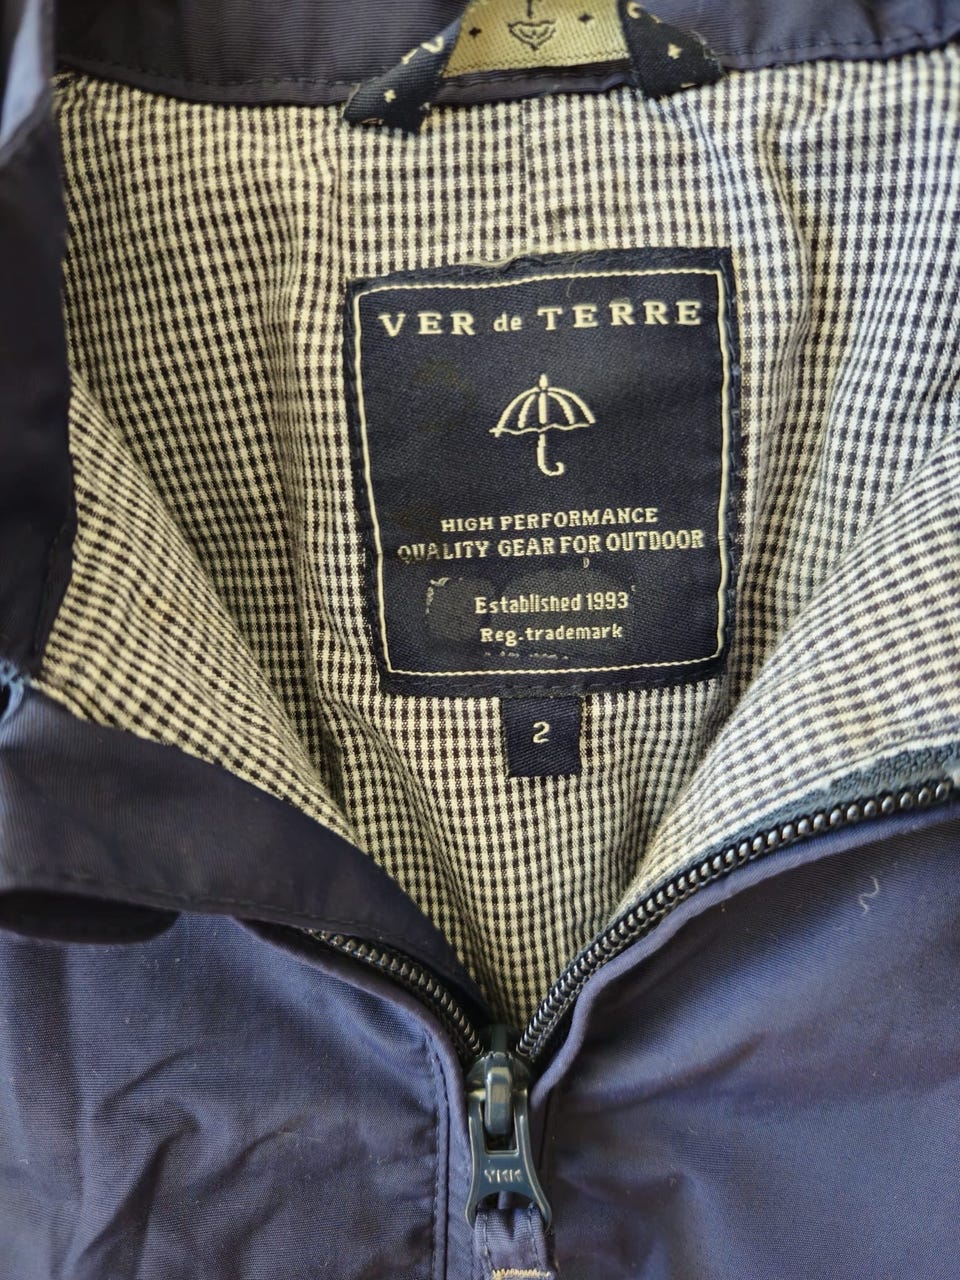 VER de TERRE
HIGH PERFORMANCE
QUALITY GEAR FOR OUTDOOR
Established 1993
Reg.trademark
2
YKK